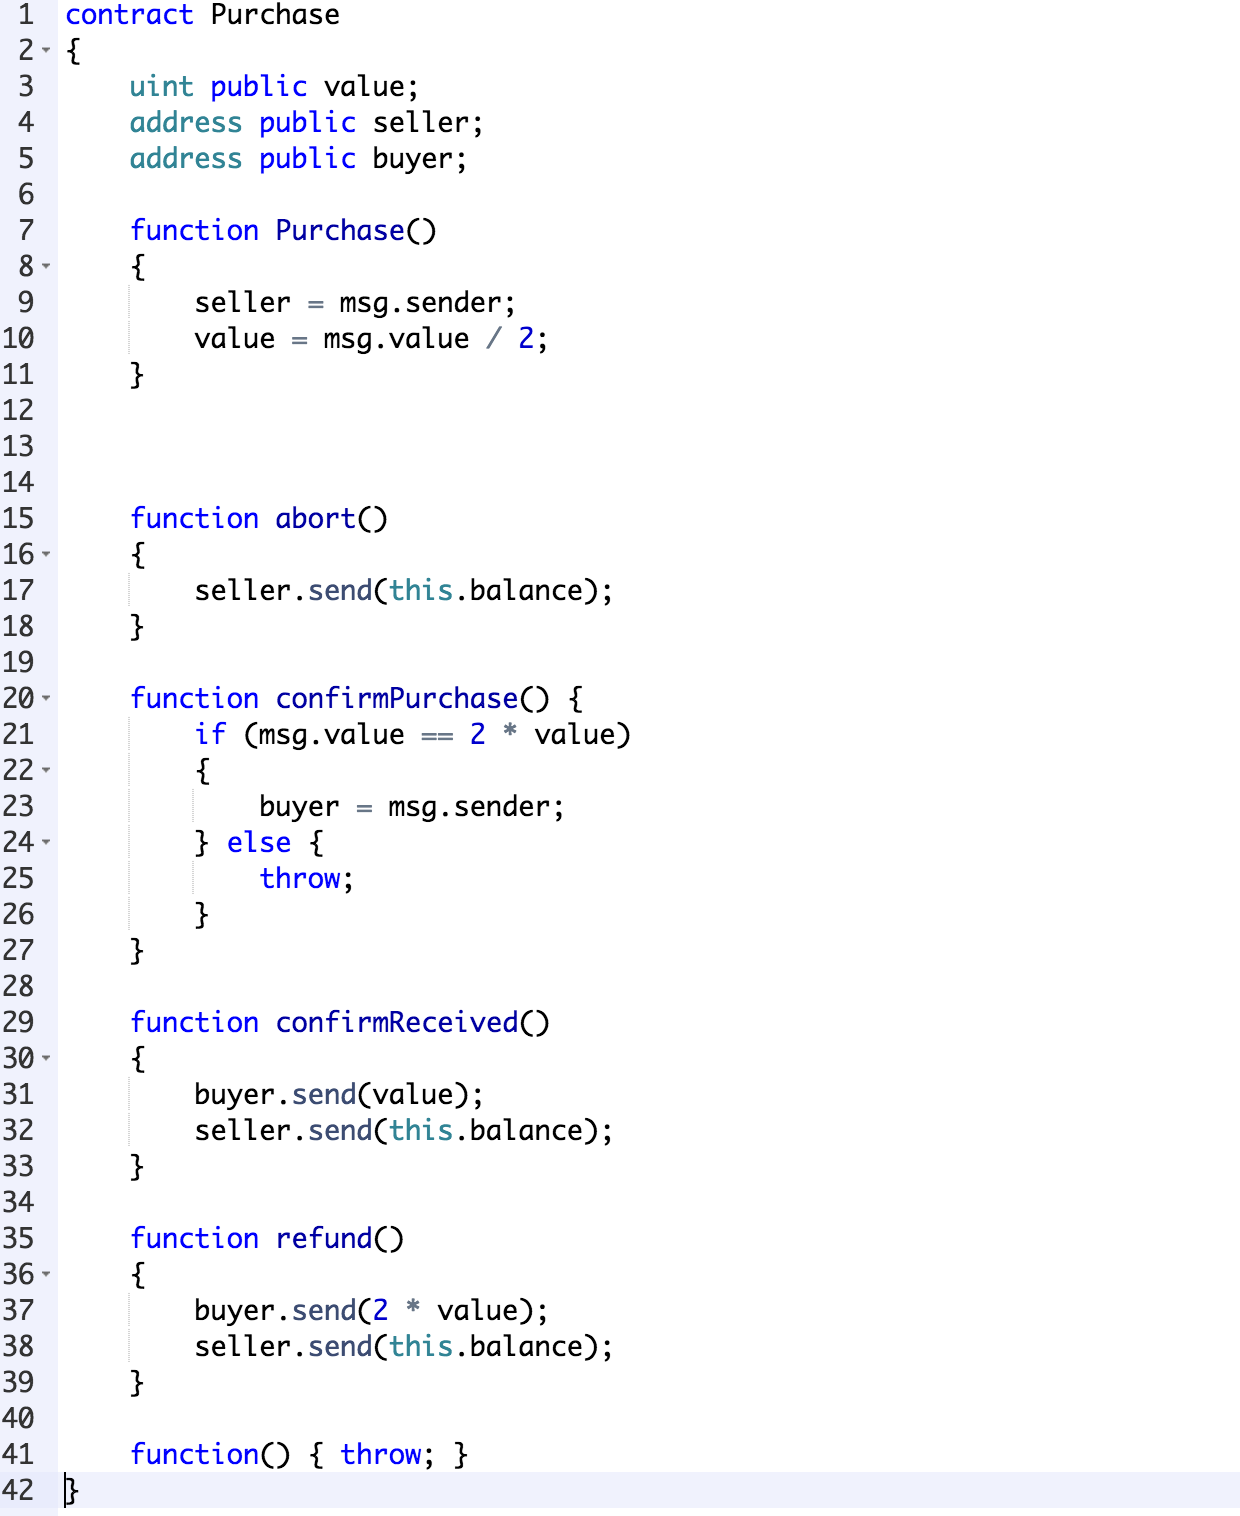 1 contract Purchase
2 {
3 uint public value;
4 address public seller;
5 address public buyer;
6
7 function Purchase()
8 {
9 seller = msg.sender;
10 value = msg.value / 2;
11 }
12
13
14
15 function abort()
16 {
17 seller.send(this.balance);
18 }
19
20 function confirmPurchase() {
21 if (msg.value == 2 * value)
22 {
23 buyer = msg.sender;
24 } else {
25 throw;
26 }
27 }
28
29 function confirmReceived()
30 {
31 buyer.send(value);
32 seller.send(this.balance);
33 }
34
35 function refund()
36 {
37 buyer.send(2 * value);
38 seller.send(this.balance);
39 }
40
41 function() { throw; }
42 }